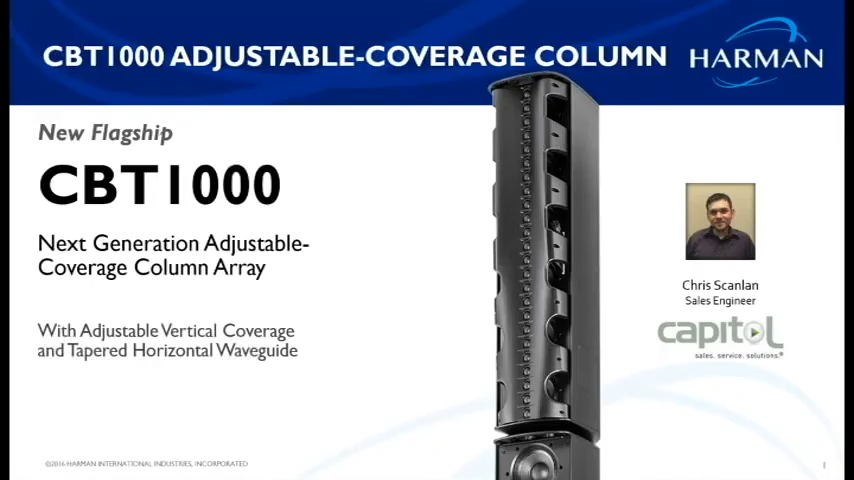 CBT1000 ADJUSTABLE-COVERAGE COLUMN
HARMAN
New Flagship
CBT1000
Next Generation Adjustable-
Coverage Column Array
With Adjustable Vertical Coverage
and Tapered Horizontal Waveguide
Chris Scanlan
Sales Engineer
capitol
sales. service. solutions.®
©2016 HARMAN INTERNATIONAL INDUSTRIES, INCORPORATED
1